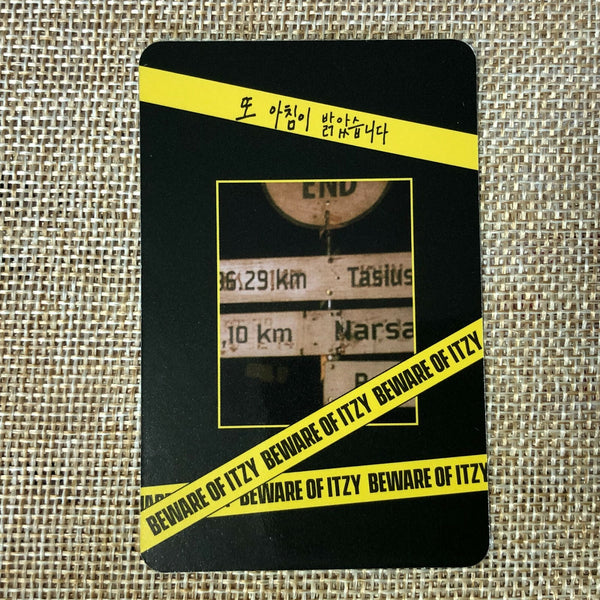 또 아침이 밝았습니다
END
36,29 km Tasius
,10 km Narsa
BEWARE OF ITZY BEWARE OF ITZY BEWARE OF ITZY
BEWARE OF ITZY BEWARE OF ITZY